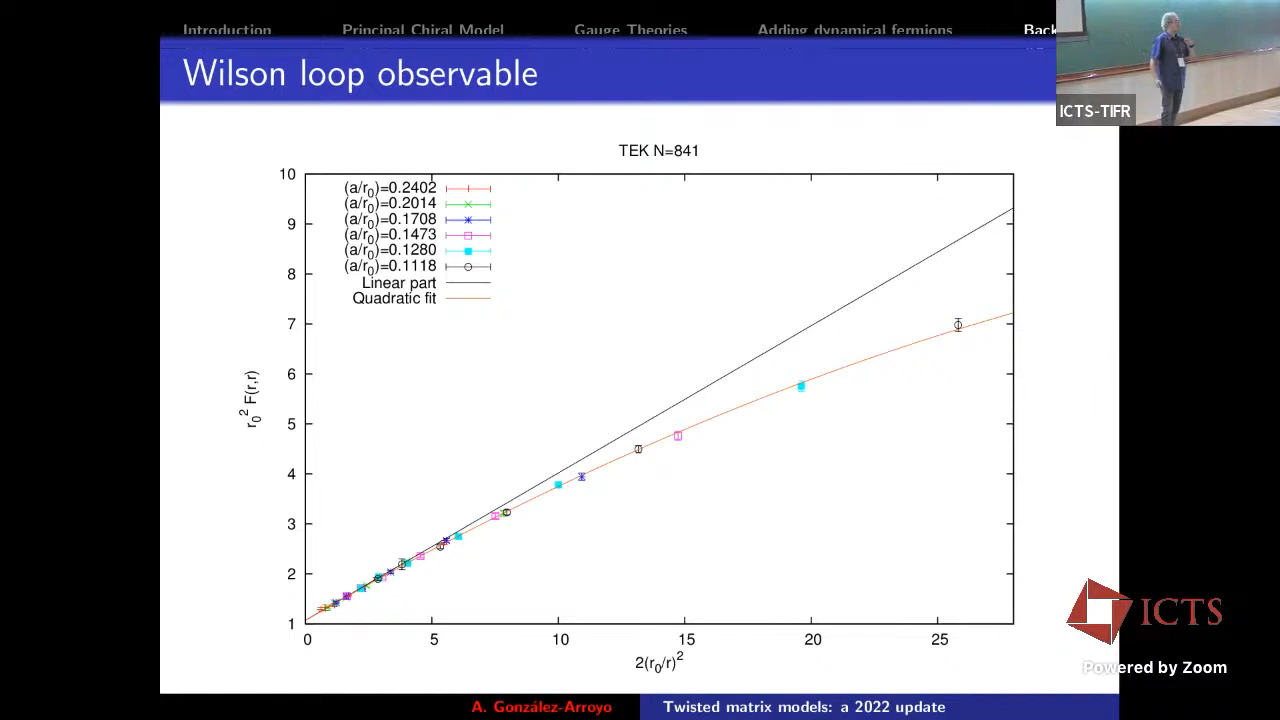 Introduction Principal Chiral Model Gauge Theories Adding dynamical fermions Back
Wilson loop observable
ICTS-TIFR
TEK N=841
(a/r0)=0.2402
(a/r0)=0.2014
(a/r0)=0.1708
(a/r0)=0.1473
(a/r0)=0.1280
(a/r0)=0.1118
Linear part
Quadratic fit
10
9
8
7
6
5
4
3
2
1
r0^2 F(r,r)
0 5 10 15 20 25
2(r0/r)^2
ICTS
Powered by Zoom
A. González-Arroyo Twisted matrix models: a 2022 update